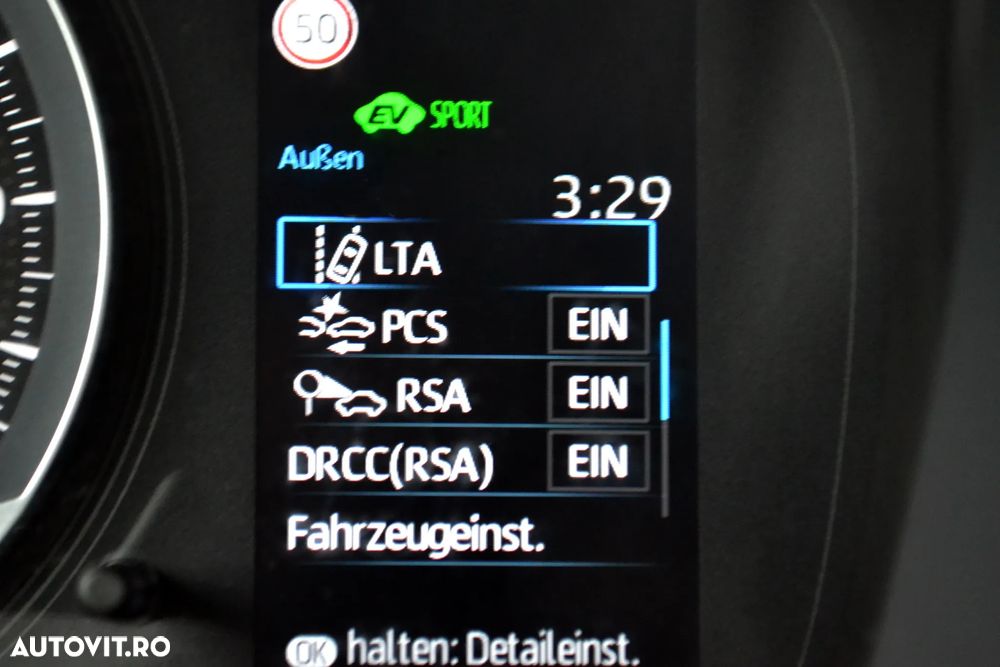 50
EV SPORT
Außen
3:29
LTA
PCS EIN
RSA EIN
DRCC(RSA) EIN
Fahrzeugeinst.
OK halten: Detaileinst.
AUTOVIT.RO